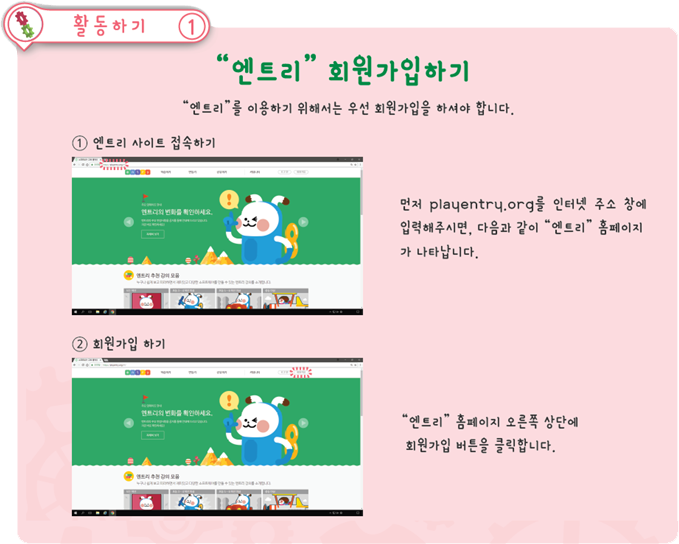 활동하기 ①
“엔트리” 회원가입하기
“엔트리”를 이용하기 위해서는 우선 회원가입을 하셔야 합니다.
① 엔트리 사이트 접속하기
엔트리의 변화를 확인하세요.
엔트리 추천 강의 모음
먼저 playentry.org를 인터넷 주소 창에
입력해주시면, 다음과 같이 “엔트리” 홈페이지
가 나타납니다.
② 회원가입 하기
엔트리의 변화를 확인하세요.
엔트리 추천 강의 모음
“엔트리” 홈페이지 오른쪽 상단에
회원가입 버튼을 클릭합니다.